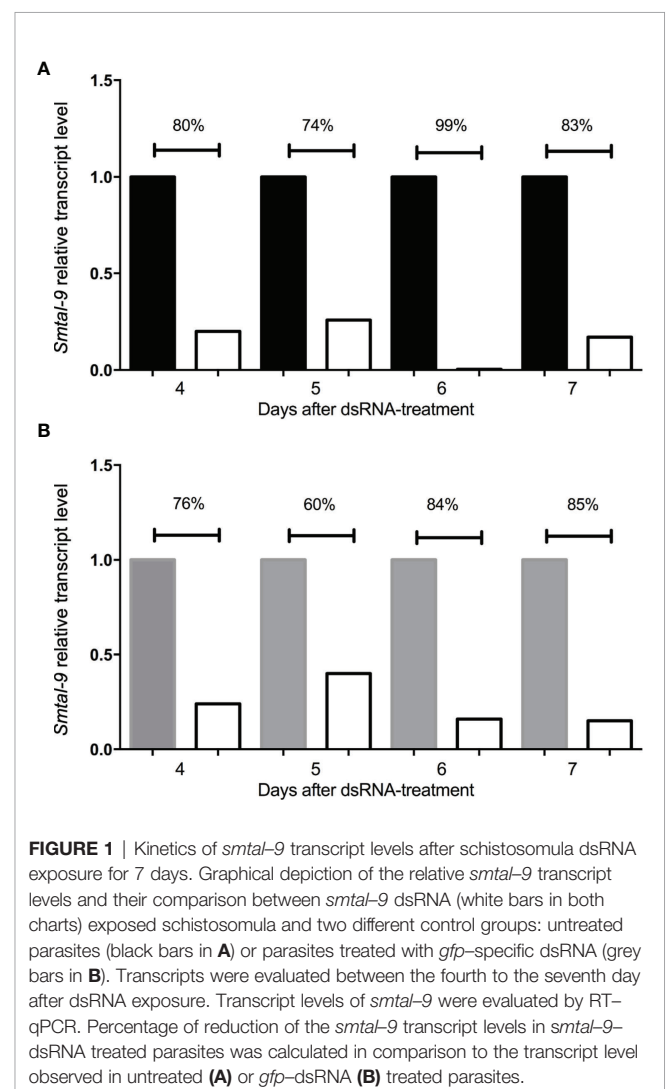 A
1.5
80% 74% 99% 83%
1.0
0.5
0.0
Smtal-9 relative transcript level
4 5 6 7
Days after dsRNA-treatment
B
1.5
76% 60% 84% 85%
1.0
0.5
0.0
Smtal-9 relative transcript level
4 5 6 7
Days after dsRNA-treatment
FIGURE 1 | Kinetics of smtal–9 transcript levels after schistosomula dsRNA
exposure for 7 days. Graphical depiction of the relative smtal–9 transcript
levels and their comparison between smtal–9 dsRNA (white bars in both
charts) exposed schistosomula and two different control groups: untreated
parasites (black bars in A) or parasites treated with gfp–specific dsRNA (grey
bars in B). Transcripts were evaluated between the fourth to the seventh day
after dsRNA exposure. Transcript levels of smtal–9 were evaluated by RT–
qPCR. Percentage of reduction of the smtal–9 transcript levels in smtal–9–
dsRNA treated parasites was calculated in comparison to the transcript level
observed in untreated (A) or gfp–dsRNA (B) treated parasites.